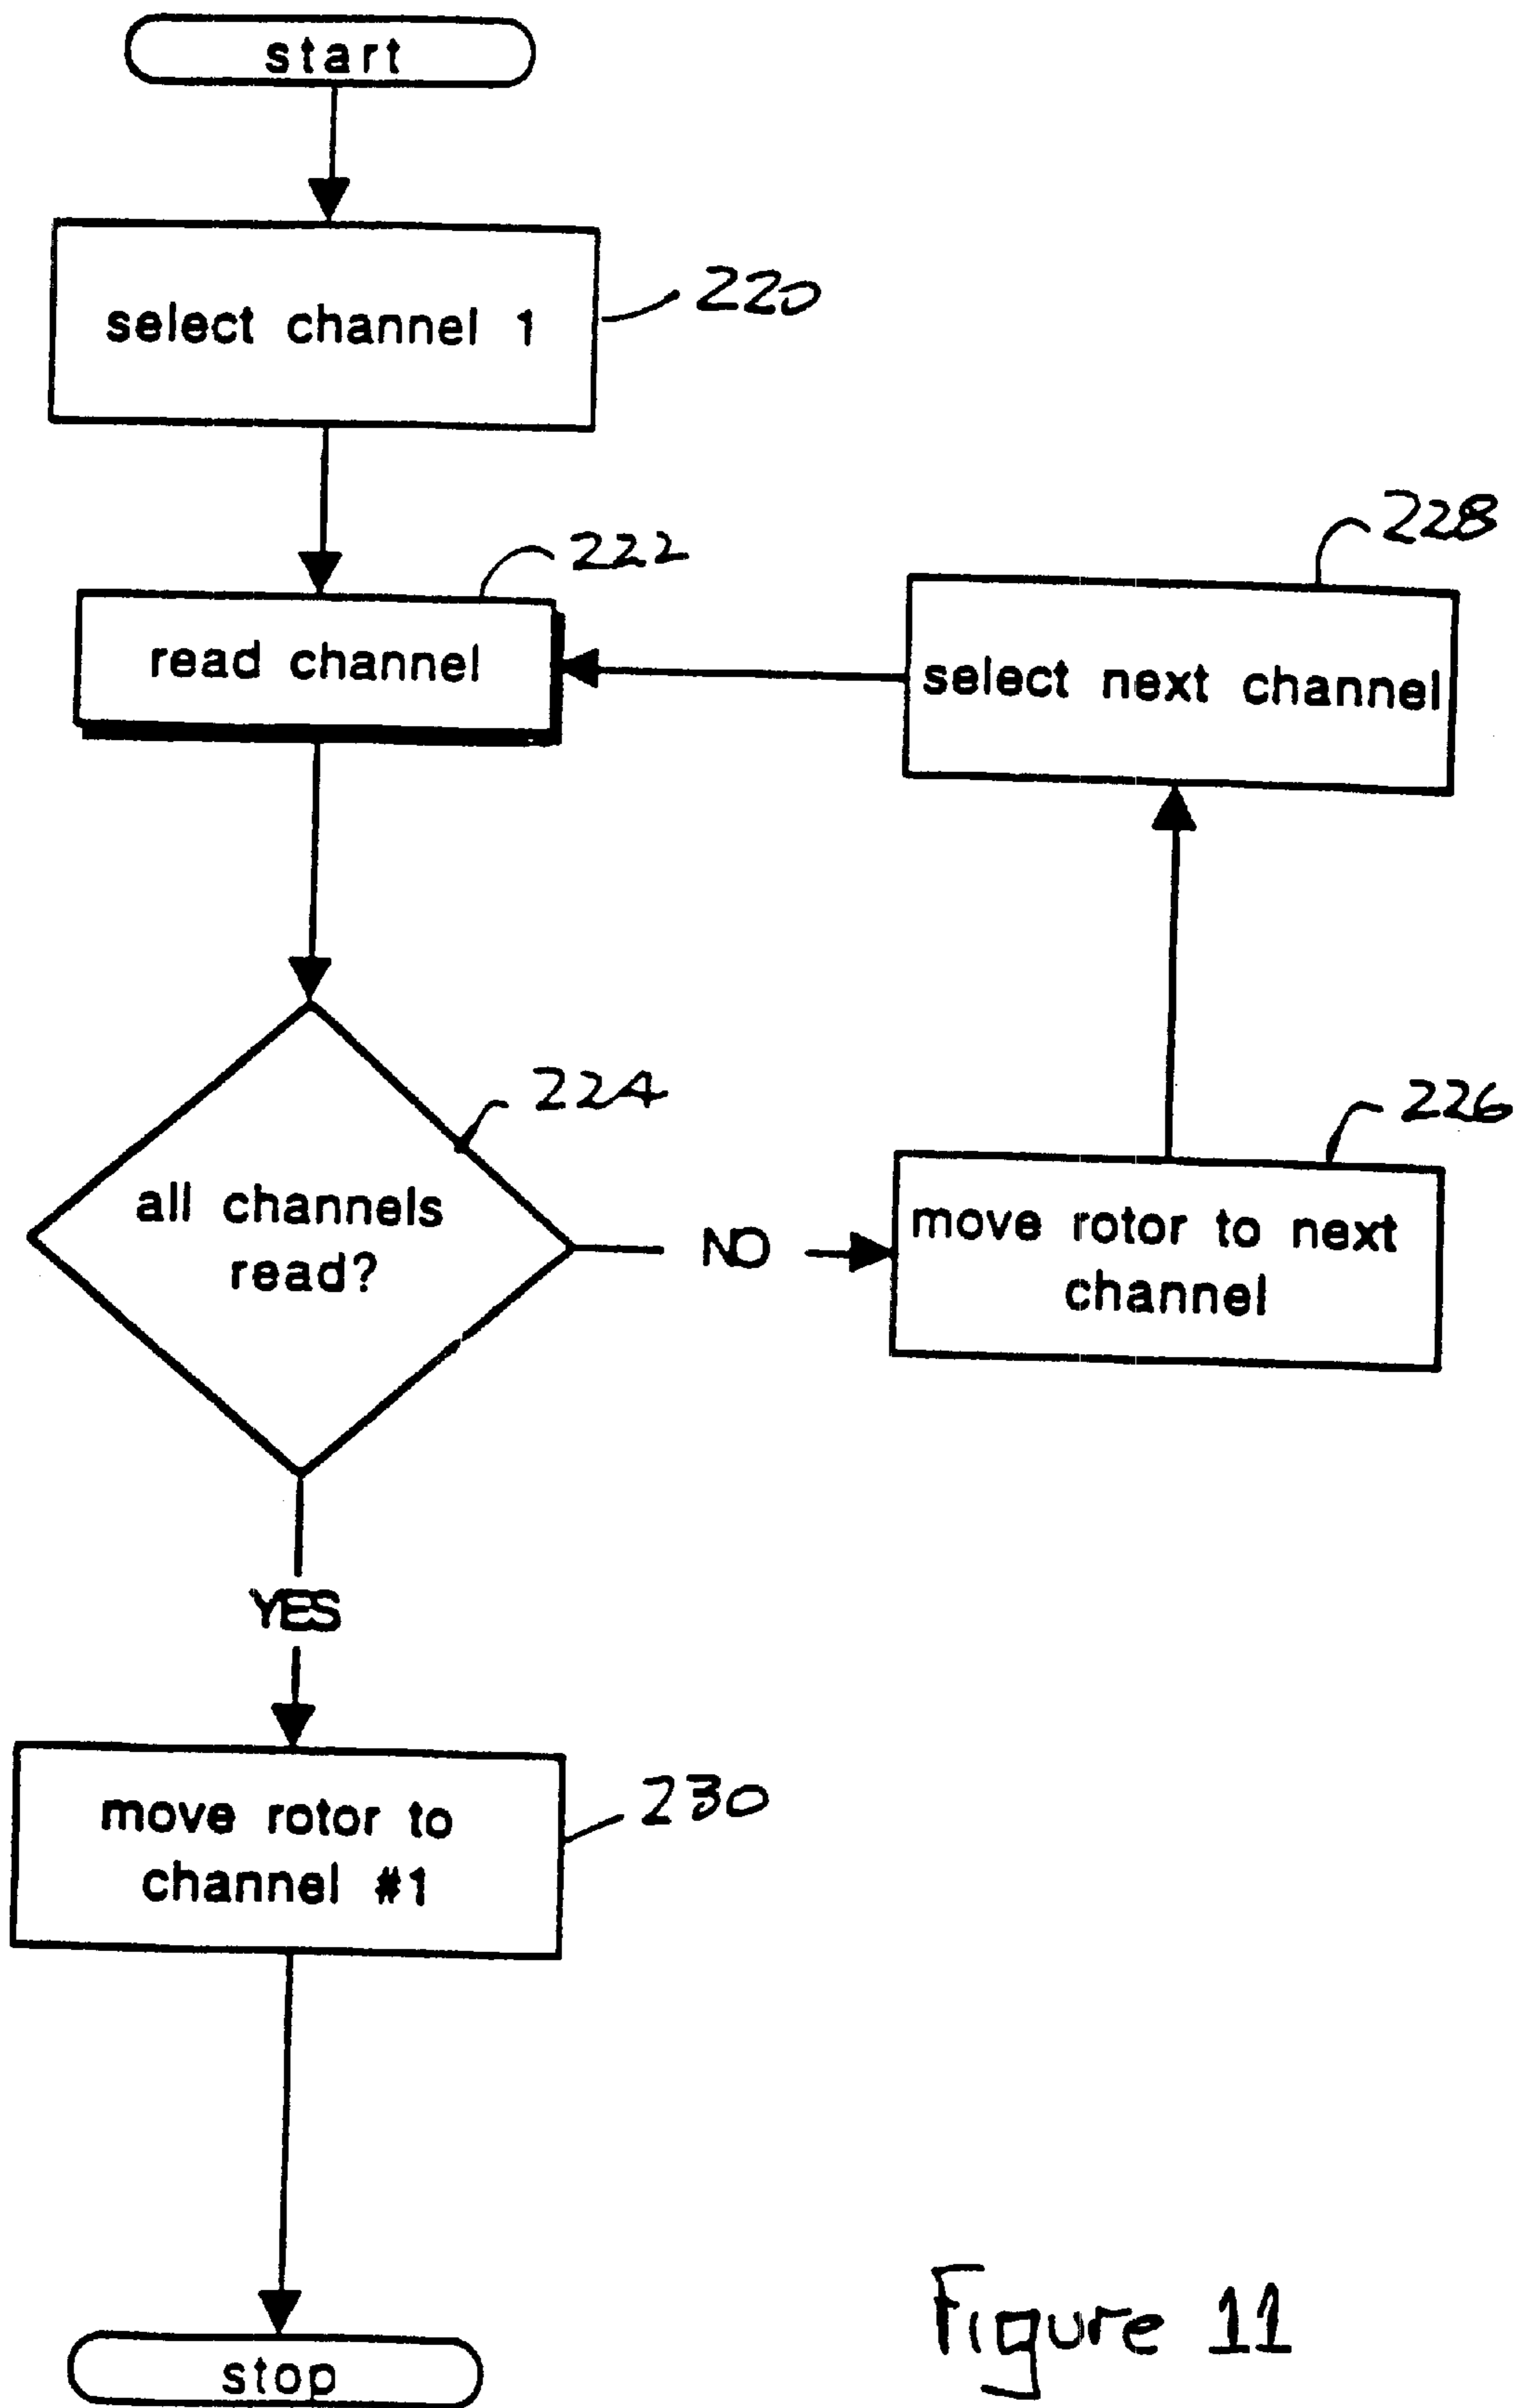 start
select channel 1
220
222
read channel
228
select next channel
224
all channels
read?
NO
226
move rotor to next
channel
YES
move rotor to
channel #1
230
stop
Figure 11